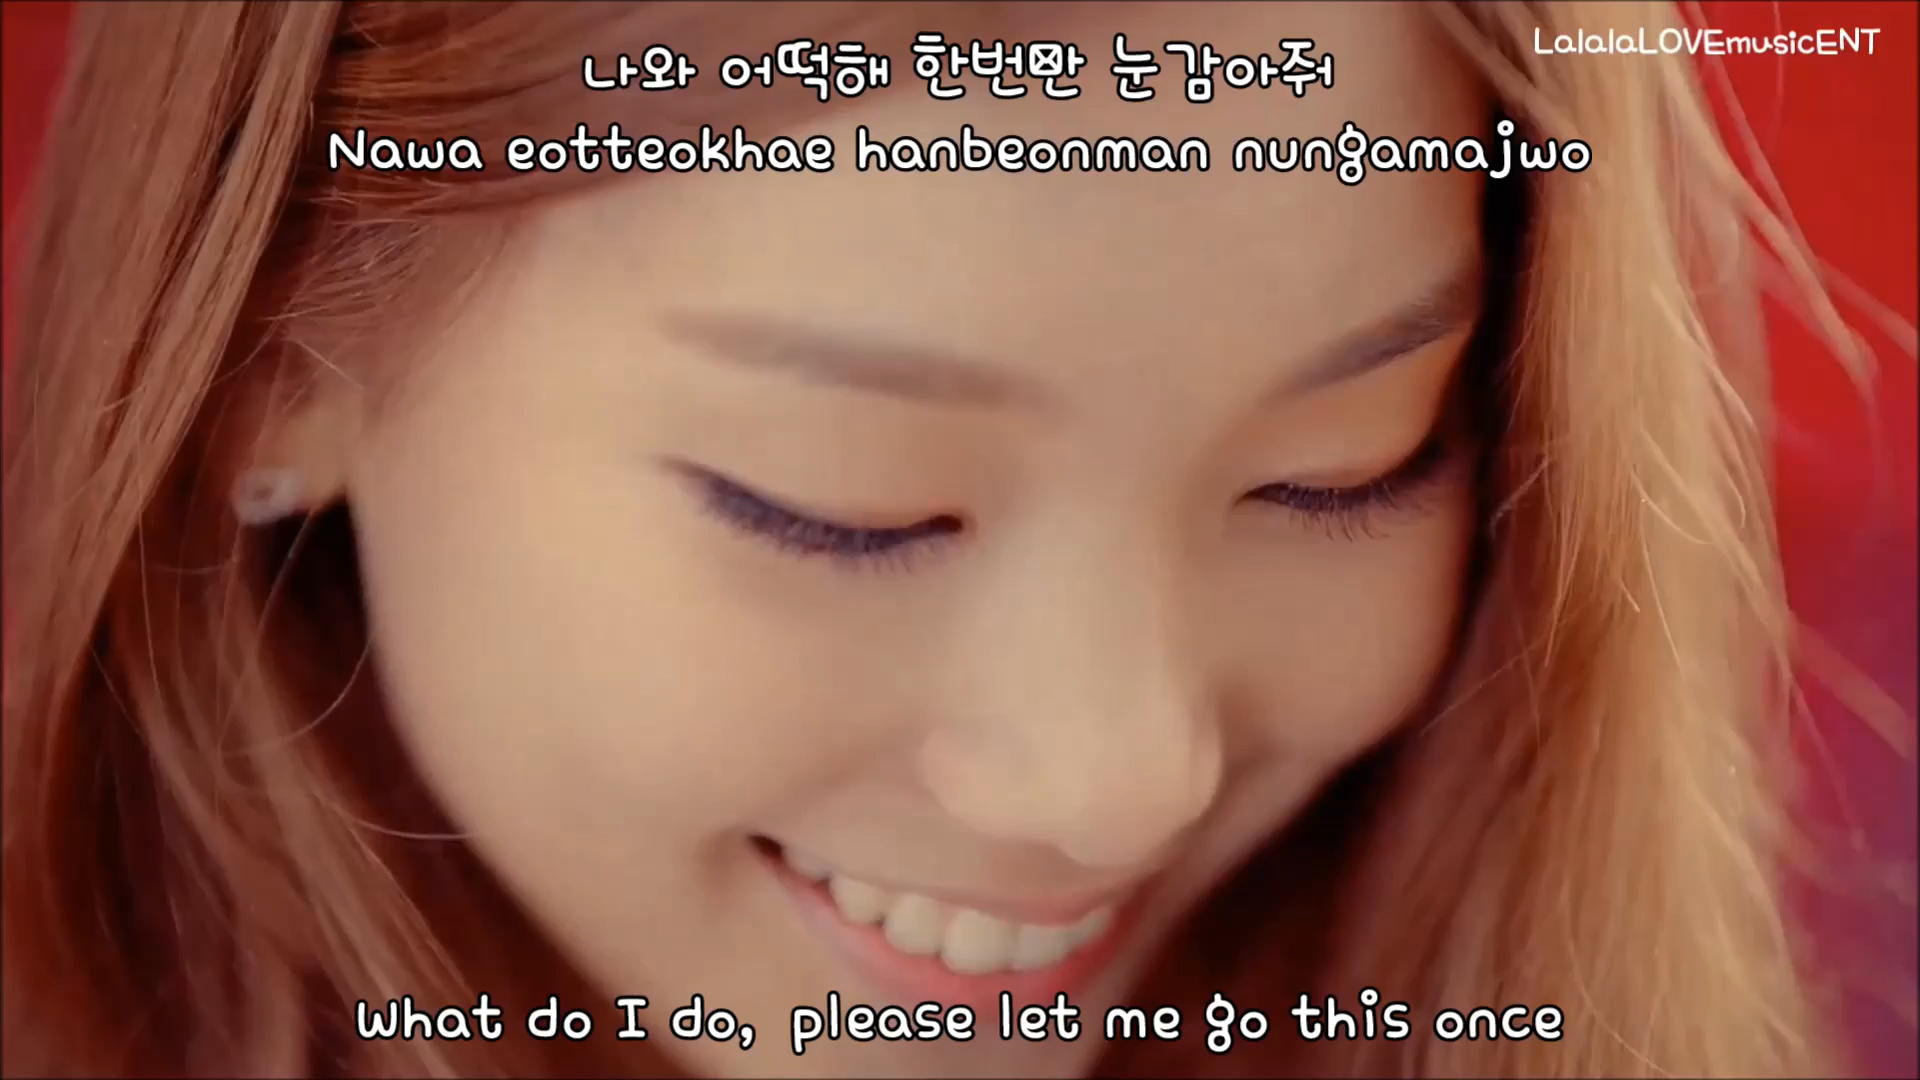 LalalaLOVEmusicENT
나와 어떡해 한번만 눈감아줘
Nawa eotteokhae hanbeonman nungamajwo
What do I do, please let me go this once